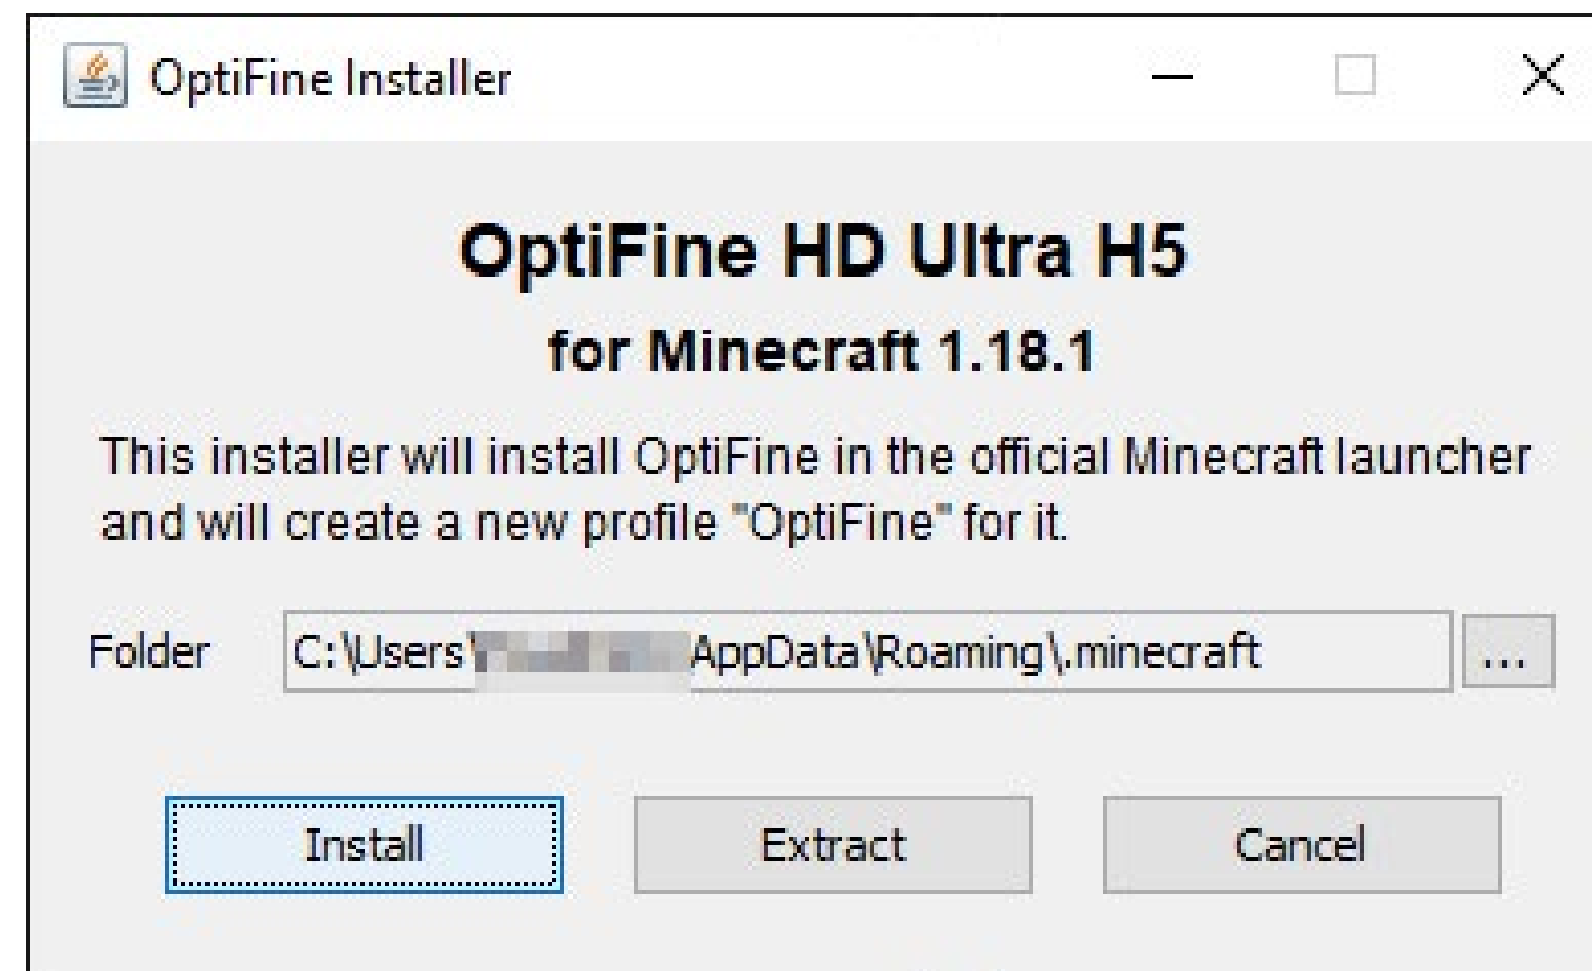 OptiFine Installer
OptiFine HD Ultra H5
for Minecraft 1.18.1
This installer will install OptiFine in the official Minecraft launcher
and will create a new profile "OptiFine" for it.
Folder C:\Users\ AppData\Roaming\.minecraft ...
Install Extract Cancel